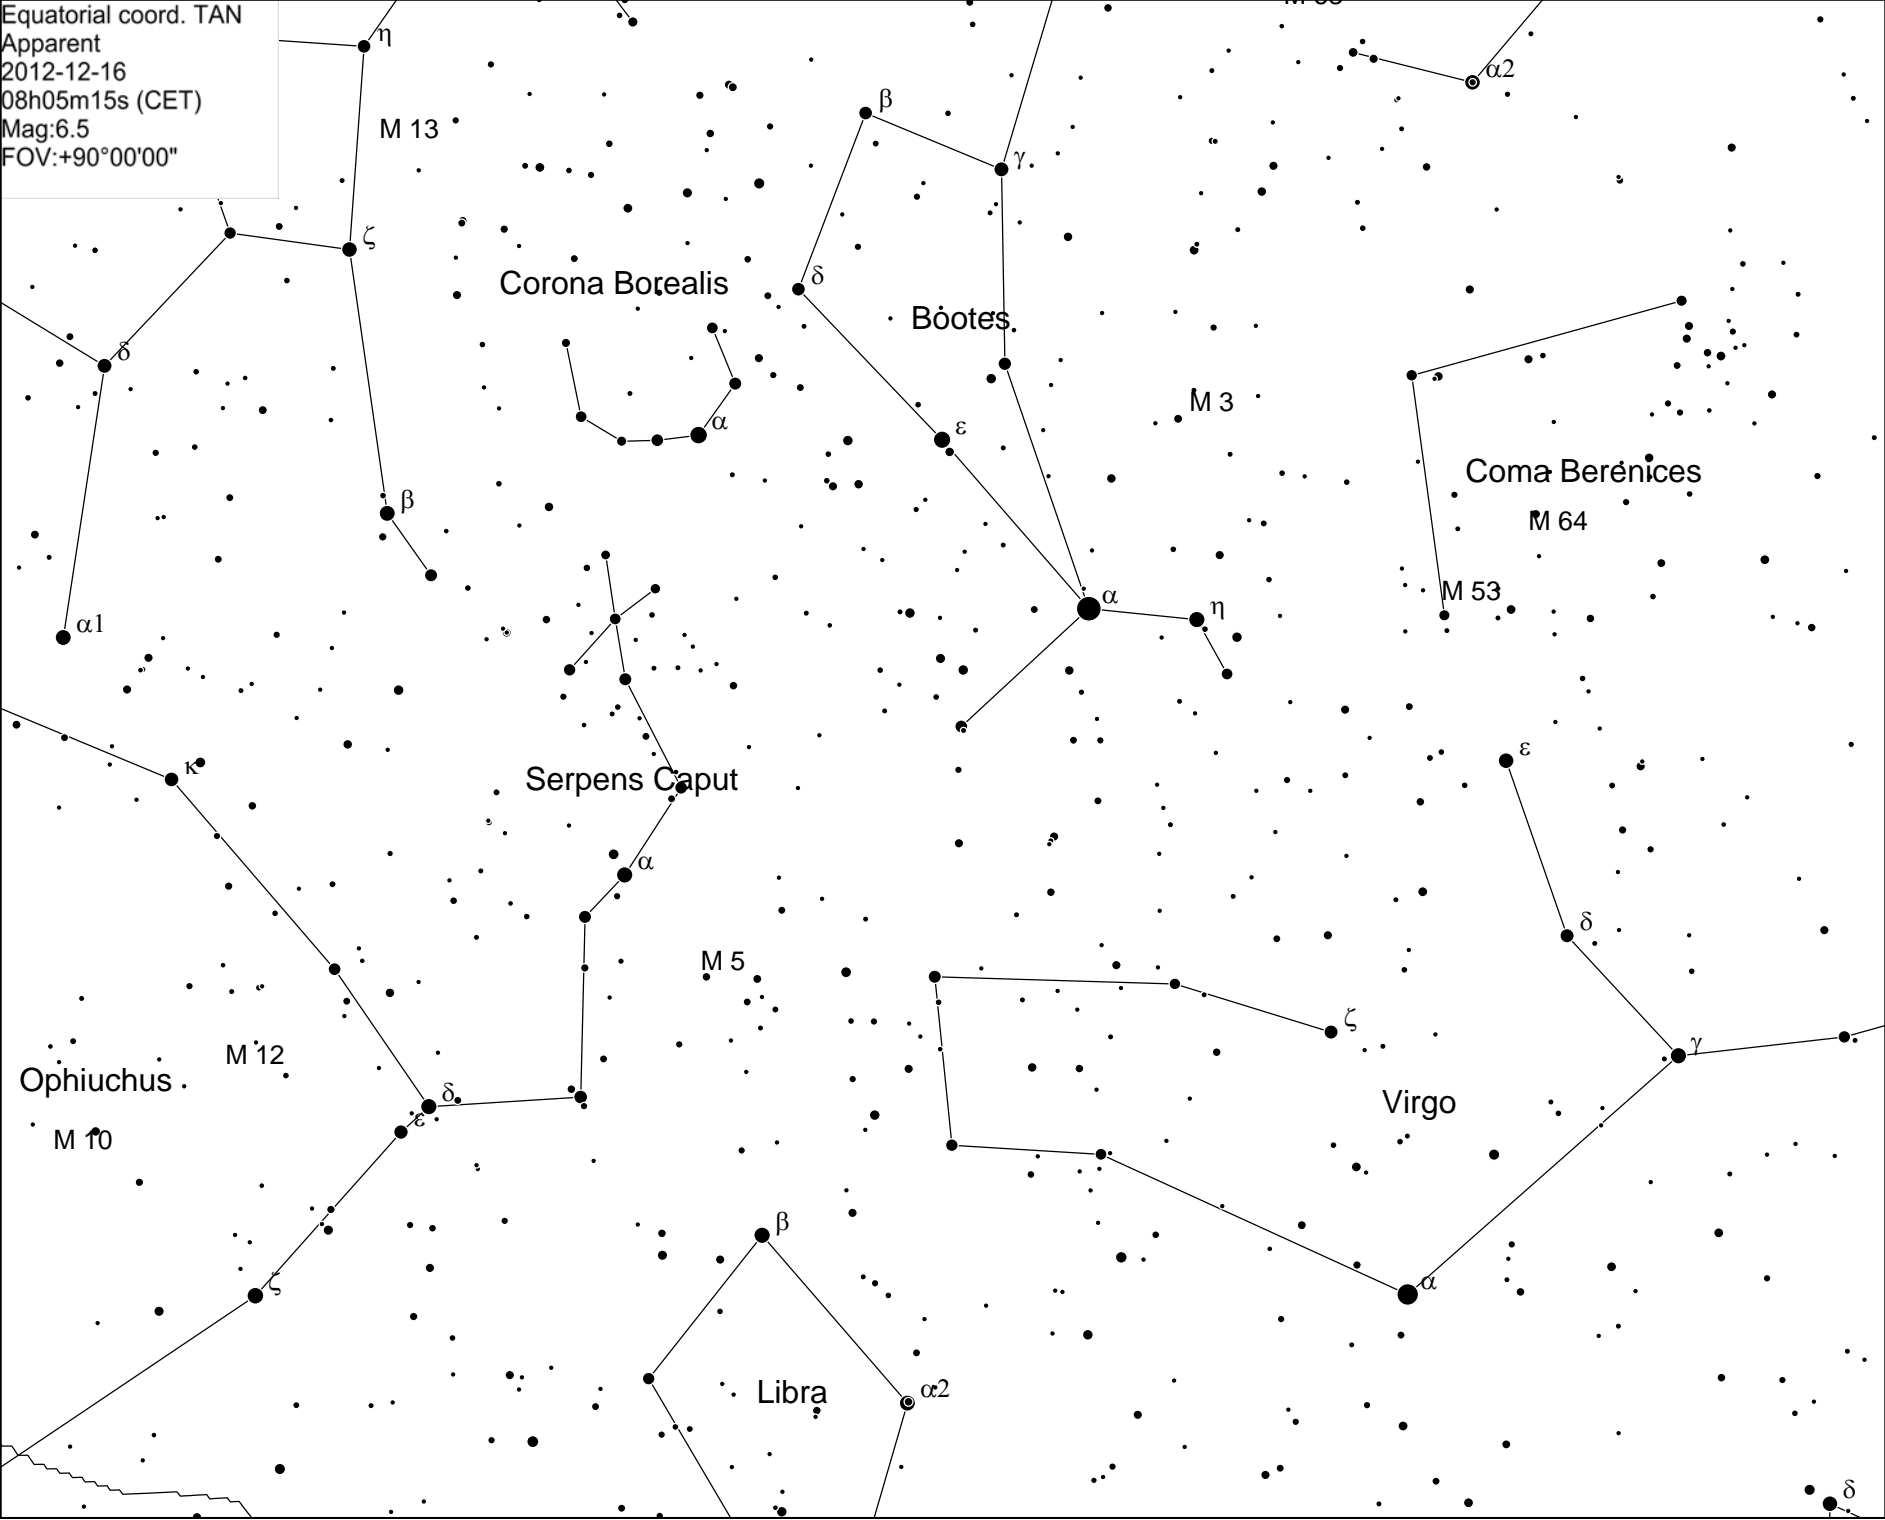 Equatorial coord. TAN
Apparent
2012-12-16
08h05m15s (CET)
Mag:6.5
FOV:+90°00'00"
η
α2
β
M 13
γ
ζ
δ
Corona Borealis
Bootes
δ
M 3
α
ε
Coma Berenices
β
M 64
M 53
α
η
α1
ε
κ
Serpens Caput
α
δ
M 5
ζ
γ
M 12
Ophiuchus
δ
Virgo
ε
M 10
β
ζ
α
Libra
α2
δ